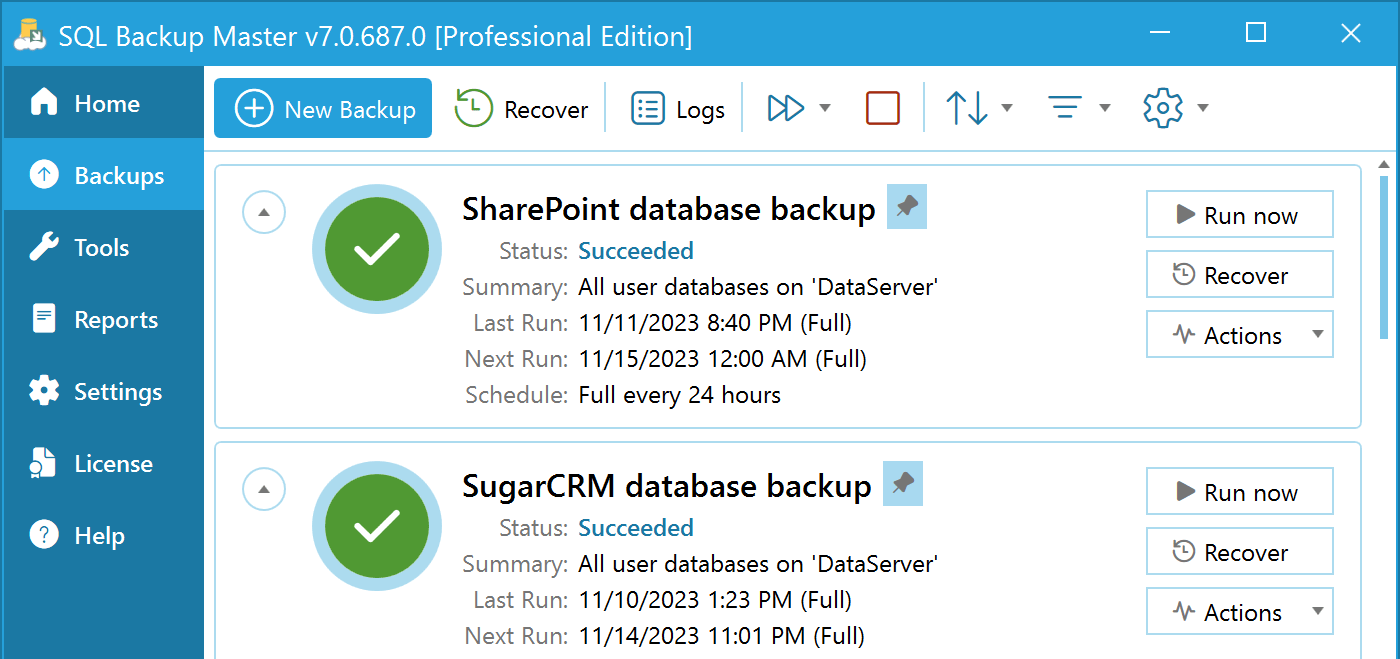 SQL Backup Master v7.0.687.0 [Professional Edition]
Home
Backups
Tools
Reports
Settings
License
Help
New Backup
Recover
Logs
SharePoint database backup
Status: Succeeded
Summary: All user databases on 'DataServer'
Last Run: 11/11/2023 8:40 PM (Full)
Next Run: 11/15/2023 12:00 AM (Full)
Schedule: Full every 24 hours
Run now
Recover
Actions
SugarCRM database backup
Status: Succeeded
Summary: All user databases on 'DataServer'
Last Run: 11/10/2023 1:23 PM (Full)
Next Run: 11/14/2023 11:01 PM (Full)
Run now
Recover
Actions